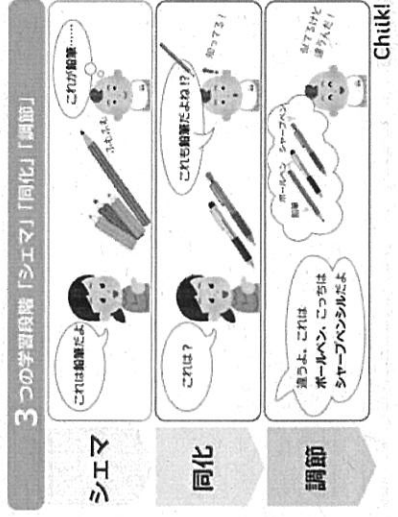 3つの学習段階「シェマ」「同化」「調節」
シェマ
これは鉛筆だよ
ふむふむ
これが鉛筆……
同化
これは？
これも鉛筆だよね!?
知ってる！
調節
違うよ、これは
ボールペン、こっちは
シャープペンシルだよ
鉛筆
ボールペン
シャープペン
似てるけど
違うんだ！
Chiik!